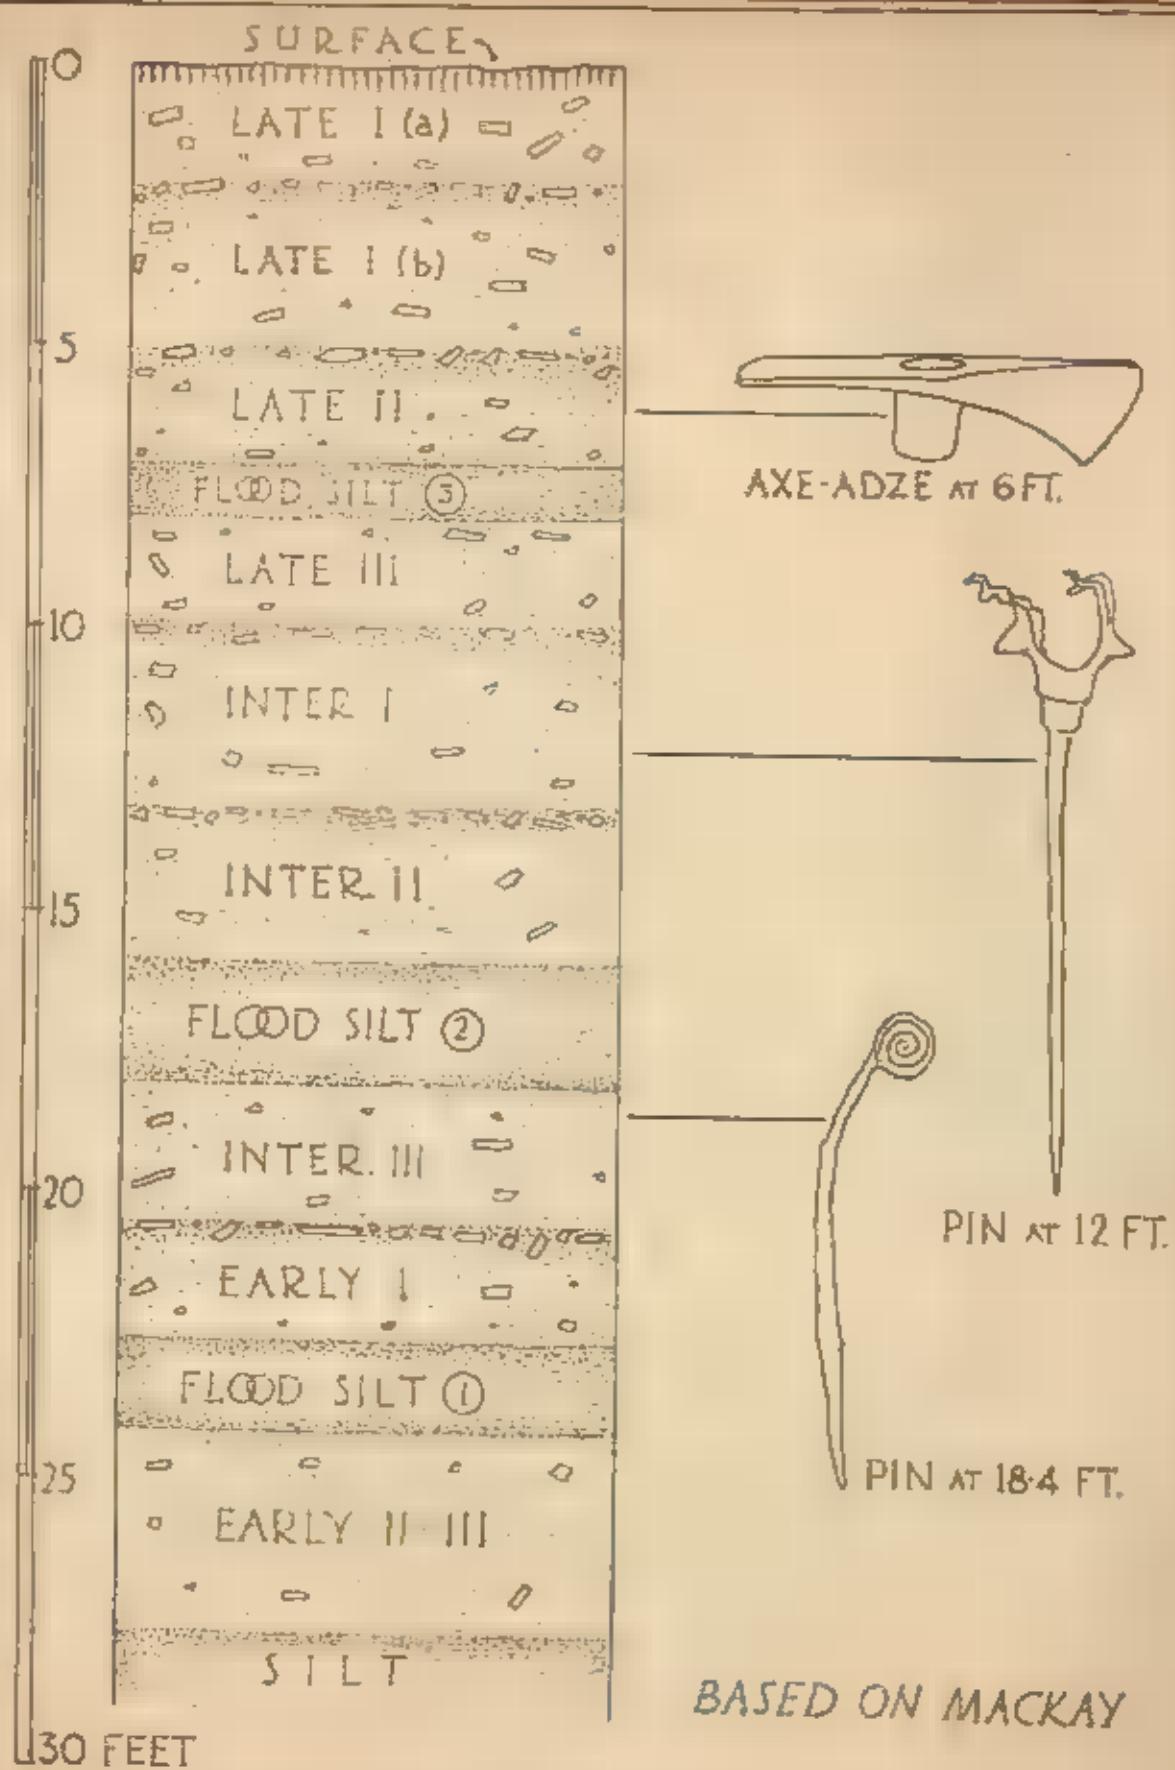 SURFACE
0
LATE I (a)
LATE I (b)
5
LATE II
AXE-ADZE AT 6 FT.
FLOOD SILT ③
LATE III
10
INTER I
INTER. II
15
FLOOD SILT ②
INTER. III
20
PIN AT 12 FT.
EARLY I
FLOOD SILT ①
25
PIN AT 18·4 FT.
EARLY II-III
SILT
BASED ON MACKAY
30 FEET